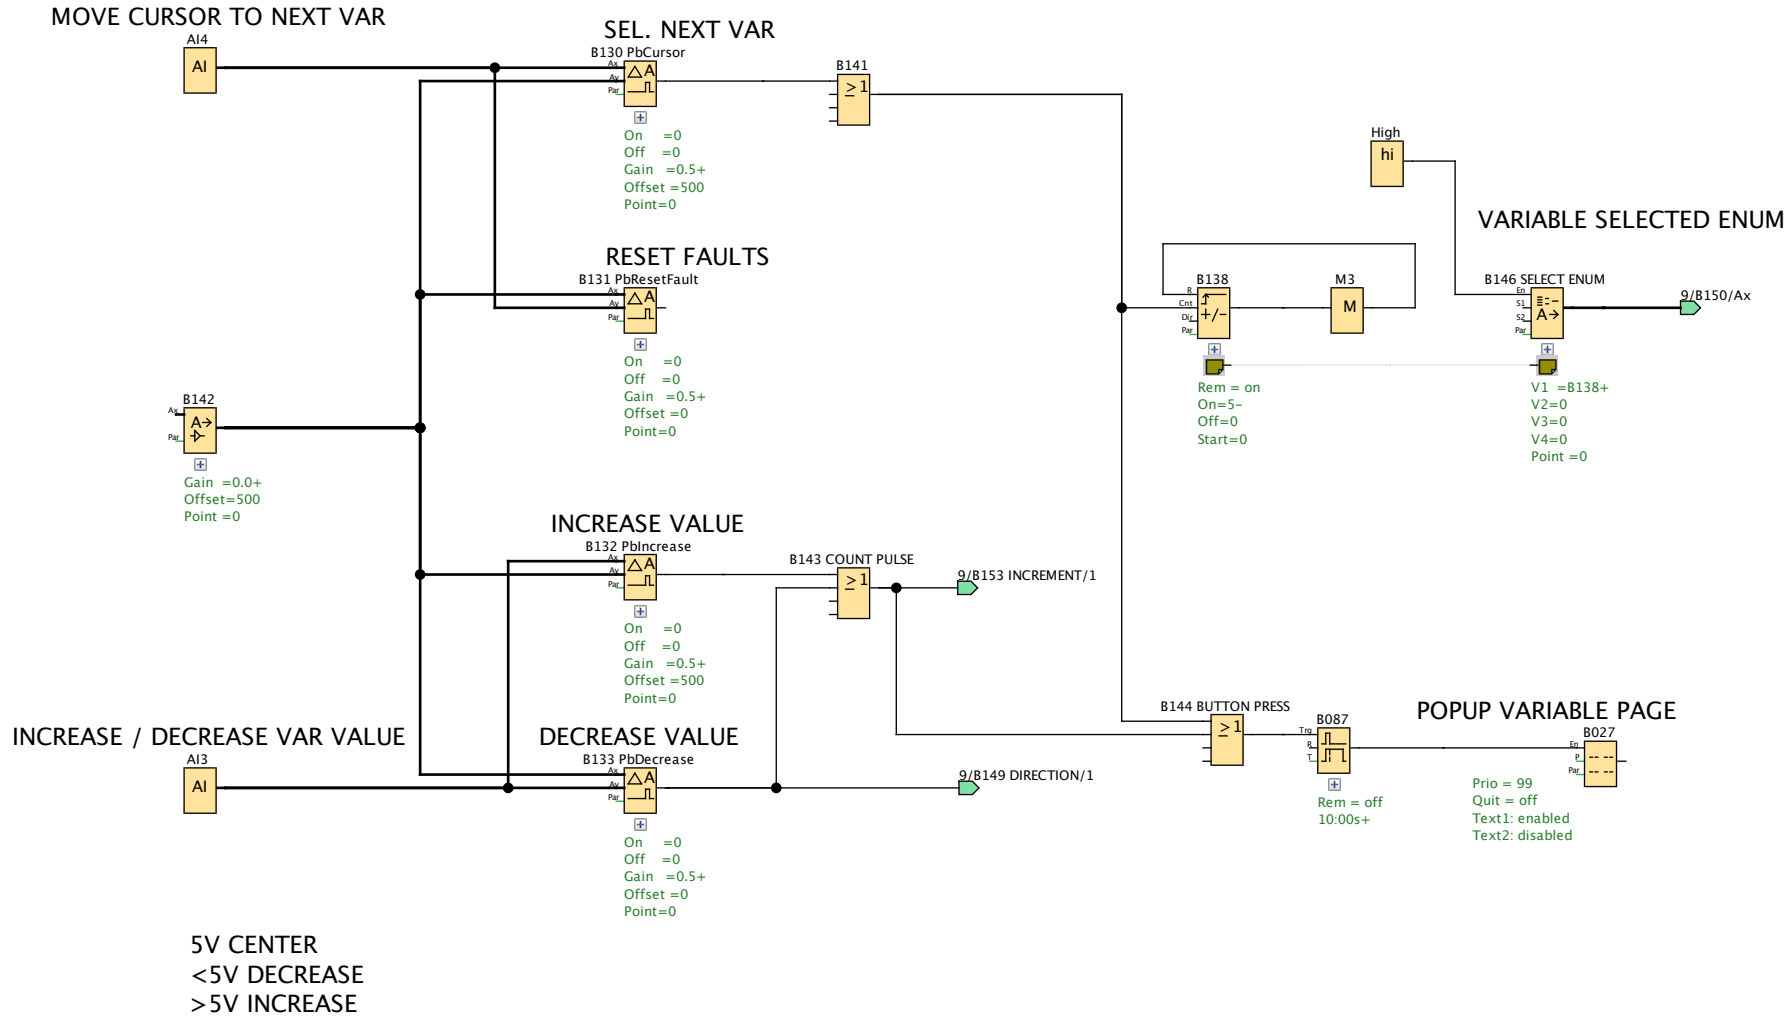 MOVE CURSOR TO NEXT VAR
AI4
AI
SEL. NEXT VAR
B130 PbCursor
Ax
Ay
Par
On =0
Off =0
Gain =0.5+
Offset =500
Point=0
B141
≥1
High
hi
VARIABLE SELECTED ENUM
RESET FAULTS
B131 PbResetFault
Ax
Ay
Par
On =0
Off =0
Gain =0.5+
Offset =0
Point=0
B138
R
Cnt
Dir
Par
+/-
Rem = on
On=5-
Off=0
Start=0
M3
M
B146 SELECT ENUM
En
S1
S2
Par
A→
V1 =B138+
V2=0
V3=0
V4=0
Point =0
9/B150/Ax
B142
Ax
Par
A→
Gain =0.0+
Offset=500
Point =0
INCREASE VALUE
B132 PbIncrease
Ax
Ay
Par
On =0
Off =0
Gain =0.5+
Offset =500
Point=0
B143 COUNT PULSE
≥1
9/B153 INCREMENT/1
INCREASE / DECREASE VAR VALUE
AI3
AI
DECREASE VALUE
B133 PbDecrease
Ax
Ay
Par
On =0
Off =0
Gain =0.5+
Offset =0
Point=0
9/B149 DIRECTION/1
B144 BUTTON PRESS
≥1
B087
Trg
R
T
Rem = off
10:00s+
POPUP VARIABLE PAGE
B027
En
P
Par
Prio = 99
Quit = off
Text1: enabled
Text2: disabled
5V CENTER
<5V DECREASE
>5V INCREASE